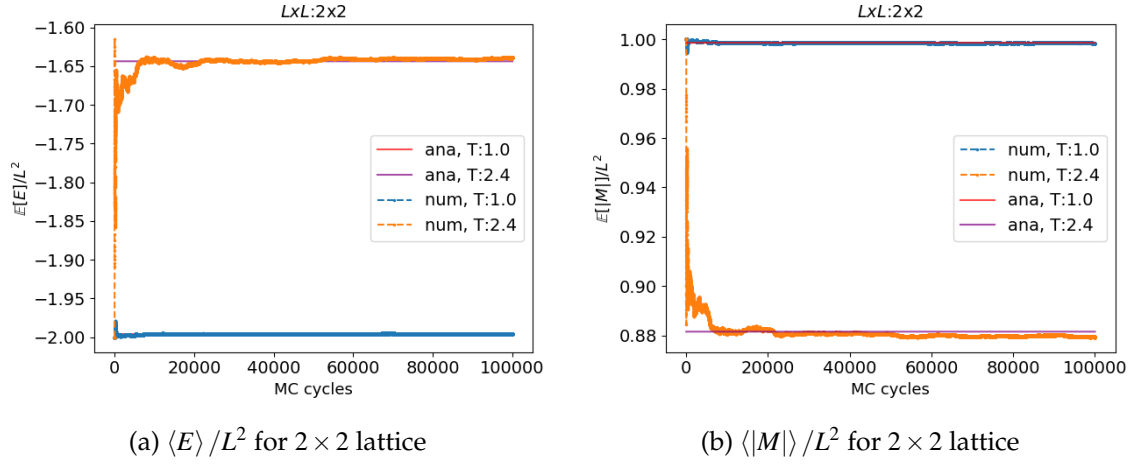 LxL:2x2
𝔼[E]/L²
−1.60
−1.65
−1.70
−1.75
−1.80
−1.85
−1.90
−1.95
−2.00
ana, T:1.0
ana, T:2.4
num, T:1.0
num, T:2.4
0 20000 40000 60000 80000 100000
MC cycles
(a) ⟨E⟩ /L² for 2 × 2 lattice
LxL:2x2
𝔼[|M|]/L²
1.00
0.98
0.96
0.94
0.92
0.90
0.88
num, T:1.0
num, T:2.4
ana, T:1.0
ana, T:2.4
0 20000 40000 60000 80000 100000
MC cycles
(b) ⟨|M|⟩ /L² for 2 × 2 lattice